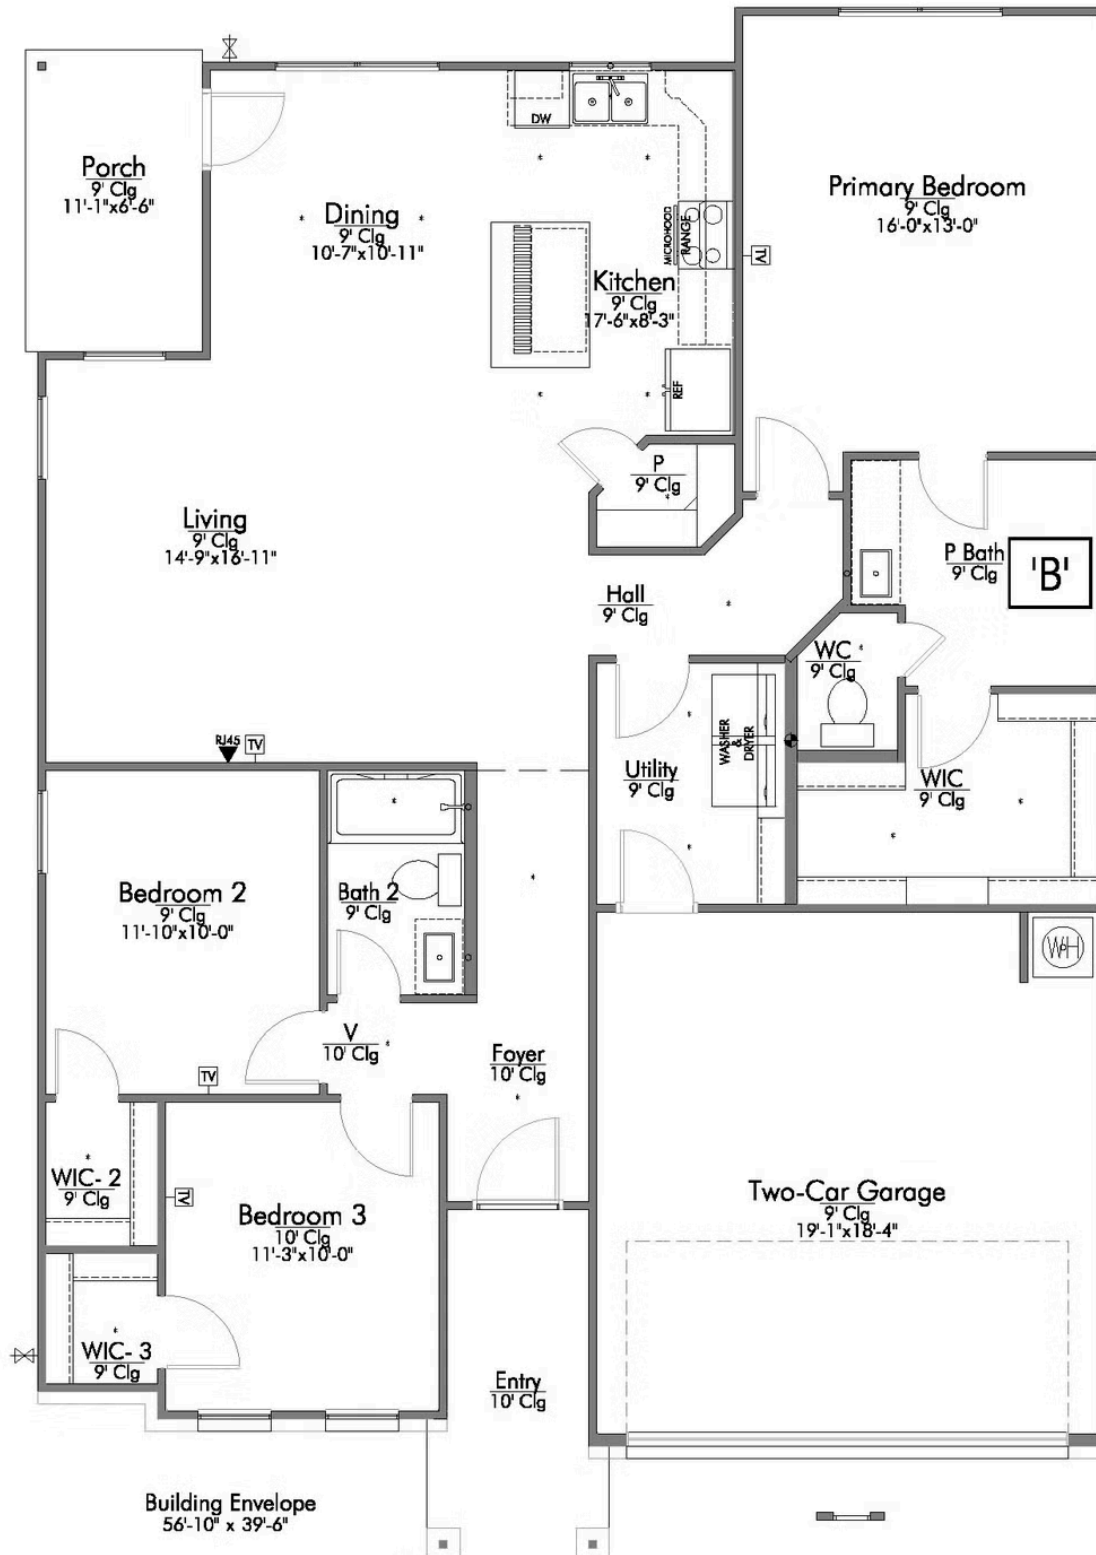 Porch
9' Clg
11'-1"x6'-6"
DW
Dining
9' Clg
10'-7"x10'-11"
MICROHOOD
RANGE
Kitchen
9' Clg
17'-6"x8'-3"
REF
Primary Bedroom
9' Clg
16'-0"x13'-0"
TV
P
9' Clg
Living
9' Clg
14'-9"x16'-11"
Hall
9' Clg
P Bath
9' Clg
'B'
WC
9' Clg
RJ45
TV
WASHER
&
DRYER
Utility
9' Clg
WIC
9' Clg
Bedroom 2
9' Clg
11'-10"x10'-0"
Bath 2
9' Clg
WH
V
10' Clg
Foyer
10' Clg
TV
WIC- 2
9' Clg
TV
Bedroom 3
10' Clg
11'-3"x10'-0"
Two-Car Garage
9' Clg
19'-1"x18'-4"
WIC- 3
9' Clg
Entry
10' Clg
Building Envelope
56'-10" x 39'-6"